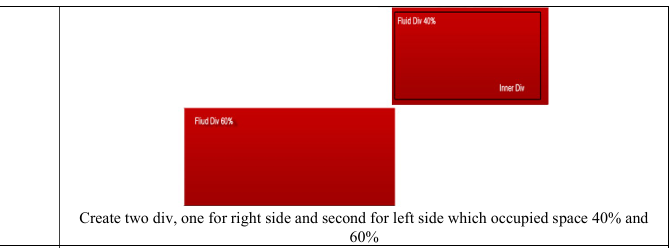 Fluid Div 40%
Inner Div
Fliud Div 60%
Create two div, one for right side and second for left side which occupied space 40% and
60%